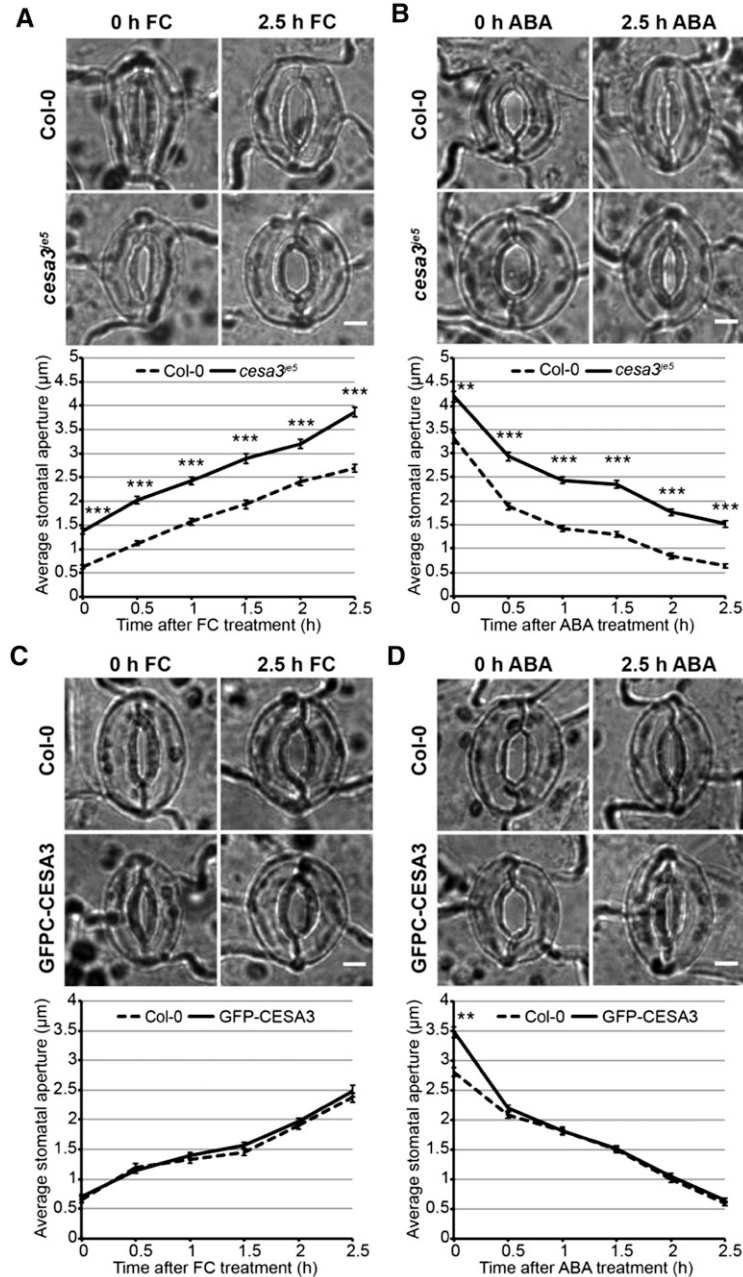 A
0 h FC 2.5 h FC
Col-0
cesa3^je5
Col-0 cesa3^je5
Average stomatal aperture (μm)
5
4.5
4
3.5
3
2.5
2
1.5
1
0.5
0
*** *** *** *** *** ***
0 0.5 1 1.5 2 2.5
Time after FC treatment (h)
B
0 h ABA 2.5 h ABA
Col-0
cesa3^je5
Col-0 cesa3^je5
Average stomatal aperture (μm)
5
4.5
4
3.5
3
2.5
2
1.5
1
0.5
0
** *** *** *** *** ***
0 0.5 1 1.5 2 2.5
Time after ABA treatment (h)
C
0 h FC 2.5 h FC
Col-0
GFPC-CESA3
Col-0 GFP-CESA3
Average stomatal aperture (μm)
4
3.5
3
2.5
2
1.5
1
0.5
0
0 0.5 1 1.5 2 2.5
Time after FC treatment (h)
D
0 h ABA 2.5 h ABA
Col-0
GFPC-CESA3
Col-0 GFP-CESA3
Average stomatal aperture (μm)
4
3.5
3
2.5
2
1.5
1
0.5
0
**
0 0.5 1 1.5 2 2.5
Time after ABA treatment (h)